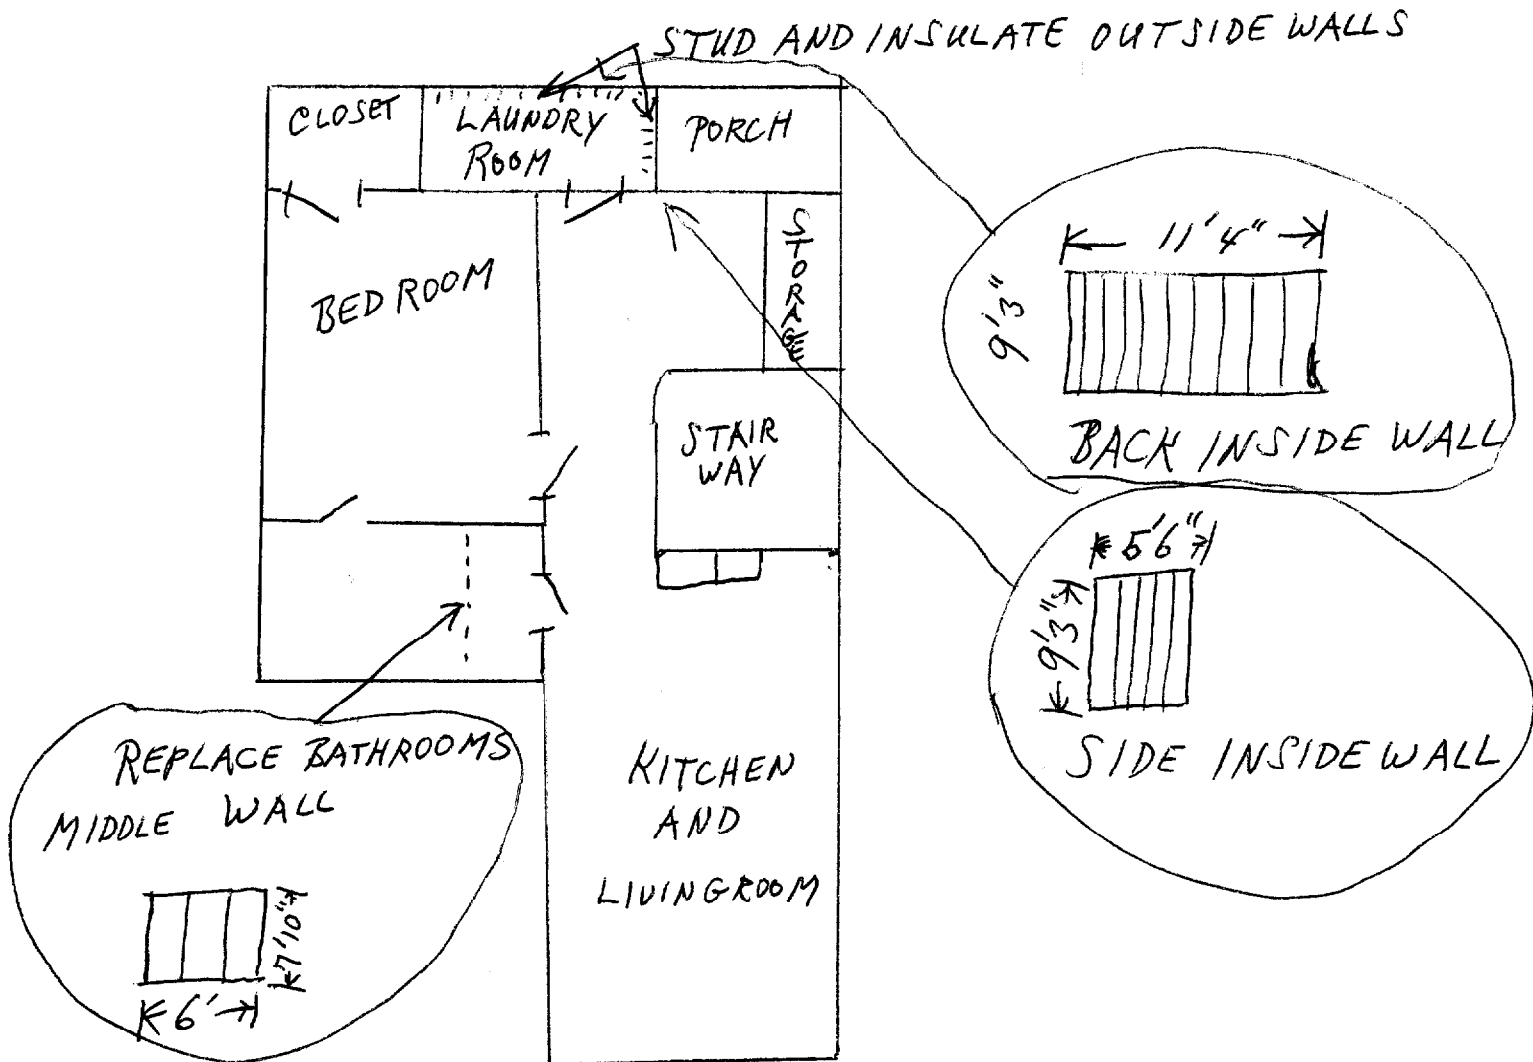 STUD AND INSULATE OUTSIDE WALLS
CLOSET
LAUNDRY
ROOM
PORCH
STORAGE
BEDROOM
STAIR
WAY
11'4"
9'3"
BACK INSIDE WALL
5'6"
9'3"
SIDE INSIDE WALL
REPLACE BATHROOMS
MIDDLE WALL
7'10"
6'
KITCHEN
AND
LIVINGROOM